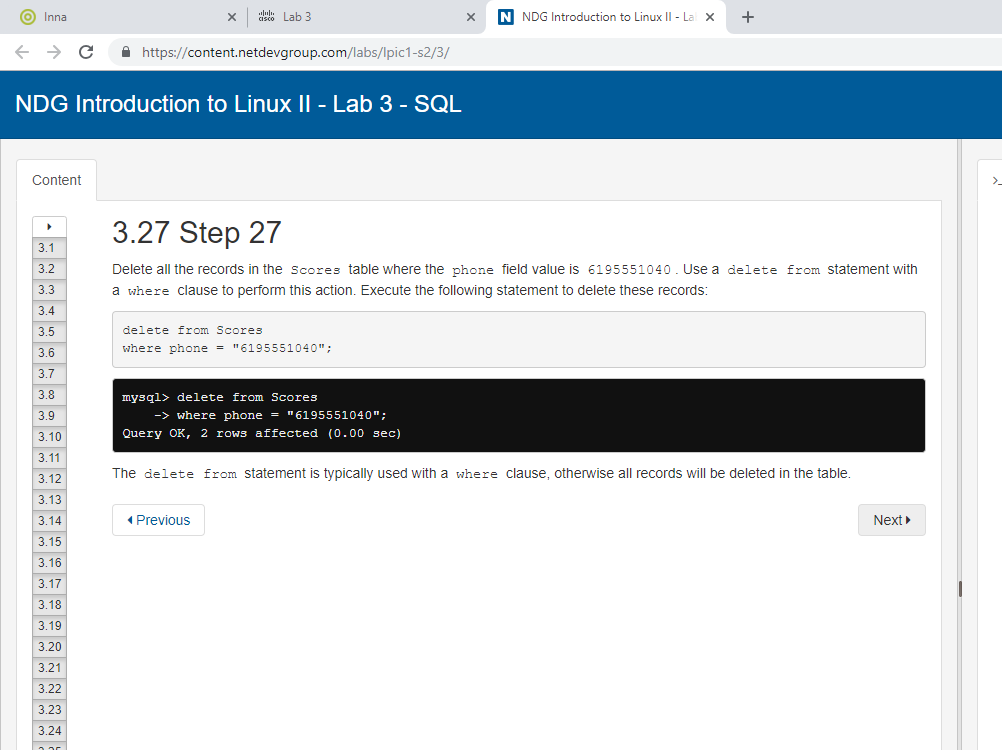 Inna
Lab 3
NDG Introduction to Linux II - La
https://content.netdevgroup.com/labs/lpic1-s2/3/
NDG Introduction to Linux II - Lab 3 - SQL
Content
3.27 Step 27
Delete all the records in the Scores table where the phone field value is 6195551040. Use a delete from statement with
a where clause to perform this action. Execute the following statement to delete these records:
delete from Scores
where phone = "6195551040";
mysql> delete from Scores
-> where phone = "6195551040";
Query OK, 2 rows affected (0.00 sec)
The delete from statement is typically used with a where clause, otherwise all records will be deleted in the table.
Previous
Next
3.1
3.2
3.3
3.4
3.5
3.6
3.7
3.8
3.9
3.10
3.11
3.12
3.13
3.14
3.15
3.16
3.17
3.18
3.19
3.20
3.21
3.22
3.23
3.24